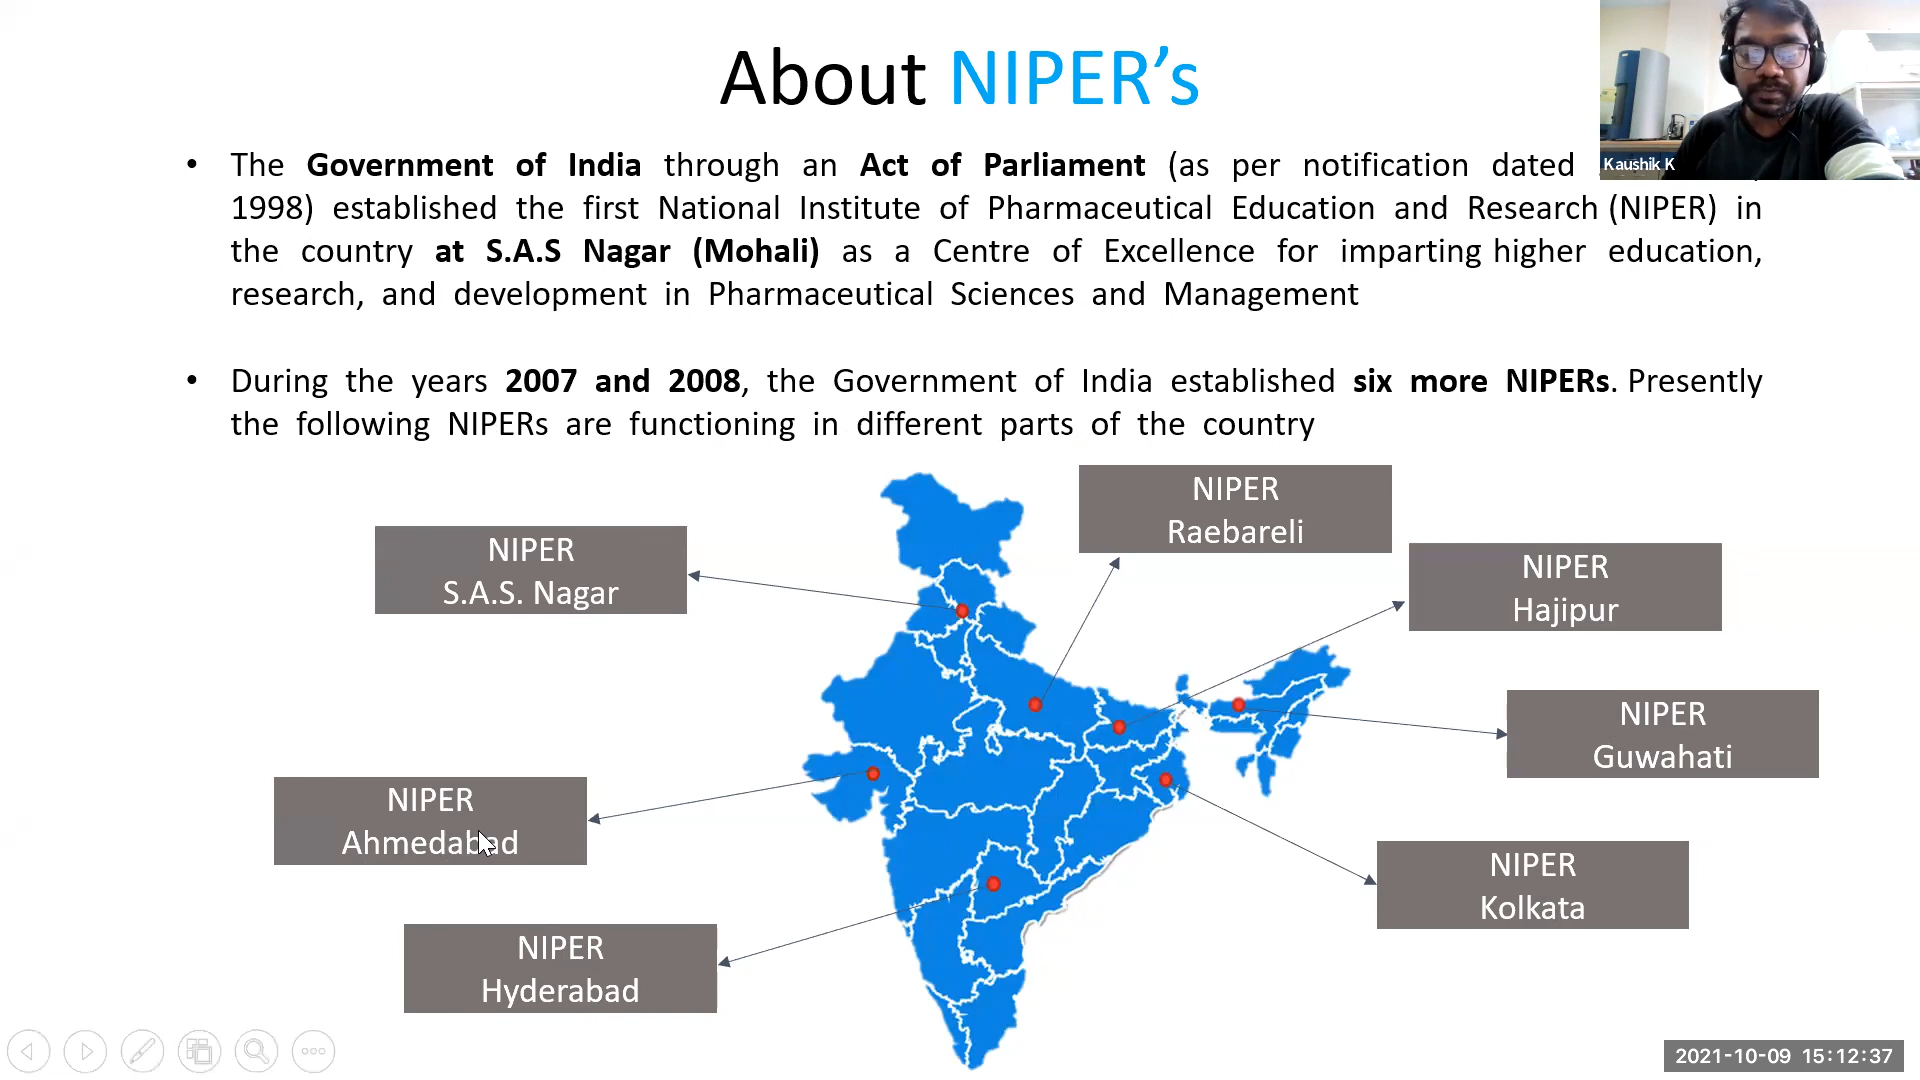 About NIPER’s
Kaushik K
• The Government of India through an Act of Parliament (as per notification dated
1998) established the first National Institute of Pharmaceutical Education and Research (NIPER) in
the country at S.A.S Nagar (Mohali) as a Centre of Excellence for imparting higher education,
research, and development in Pharmaceutical Sciences and Management
• During the years 2007 and 2008, the Government of India established six more NIPERs. Presently
the following NIPERs are functioning in different parts of the country
NIPER
Raebareli
NIPER
S.A.S. Nagar
NIPER
Hajipur
NIPER
Guwahati
NIPER
Ahmedabad
NIPER
Kolkata
NIPER
Hyderabad
2021-10-09 15:12:37